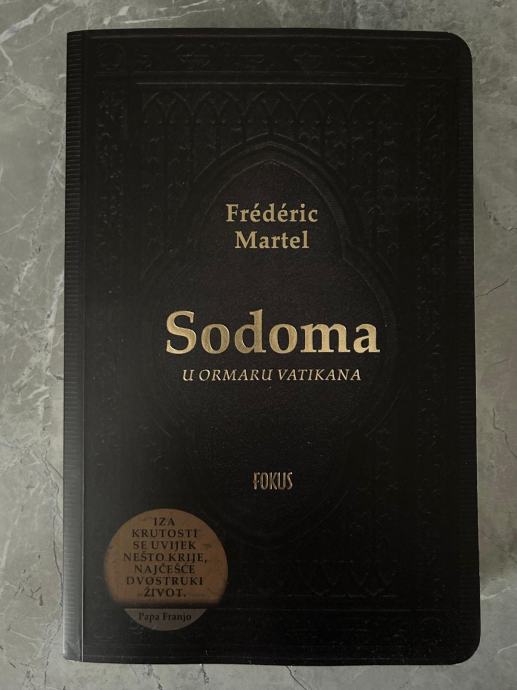 Frédéric
Martel
Sodoma
U ORMARU VATIKANA
FOKUS
IZA
KRUTOSTI
SE UVIJEK
NEŠTO KRIJE,
NAJČEŠĆE
DVOSTRUKI
ŽIVOT.
Papa Franjo